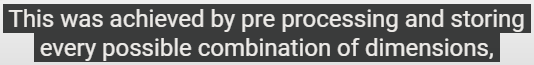 This was achieved by pre processing and storing
every possible combination of dimensions,